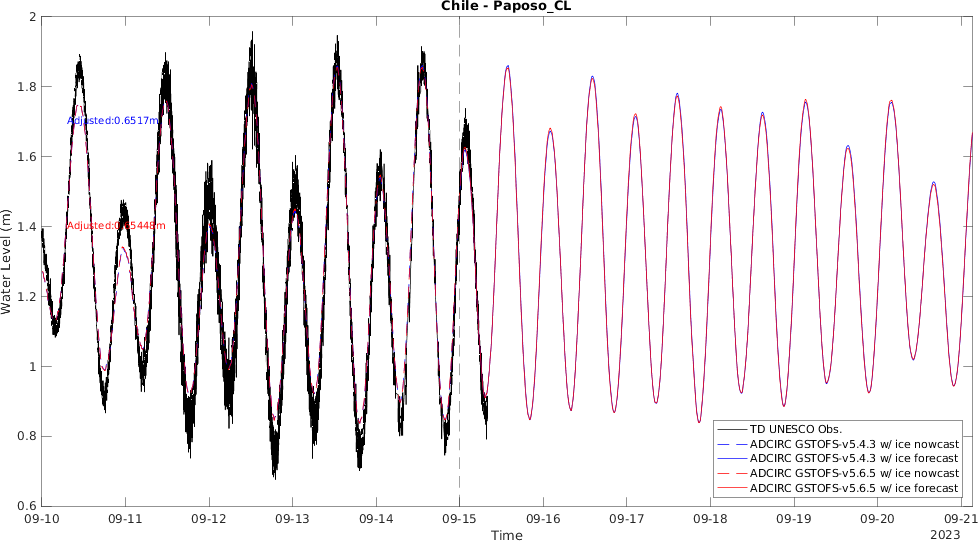 Chile - Paposo_CL
Water Level (m)
2
1.8
1.6
1.4
1.2
1
0.8
0.6
Adjusted:0.6517m
Adjusted:0.65448m
TD UNESCO Obs.
ADCIRC GSTOFS-v5.4.3 w/ ice nowcast
ADCIRC GSTOFS-v5.4.3 w/ ice forecast
ADCIRC GSTOFS-v5.6.5 w/ ice nowcast
ADCIRC GSTOFS-v5.6.5 w/ ice forecast
09-10 09-11 09-12 09-13 09-14 09-15 09-16 09-17 09-18 09-19 09-20 09-21
Time
2023